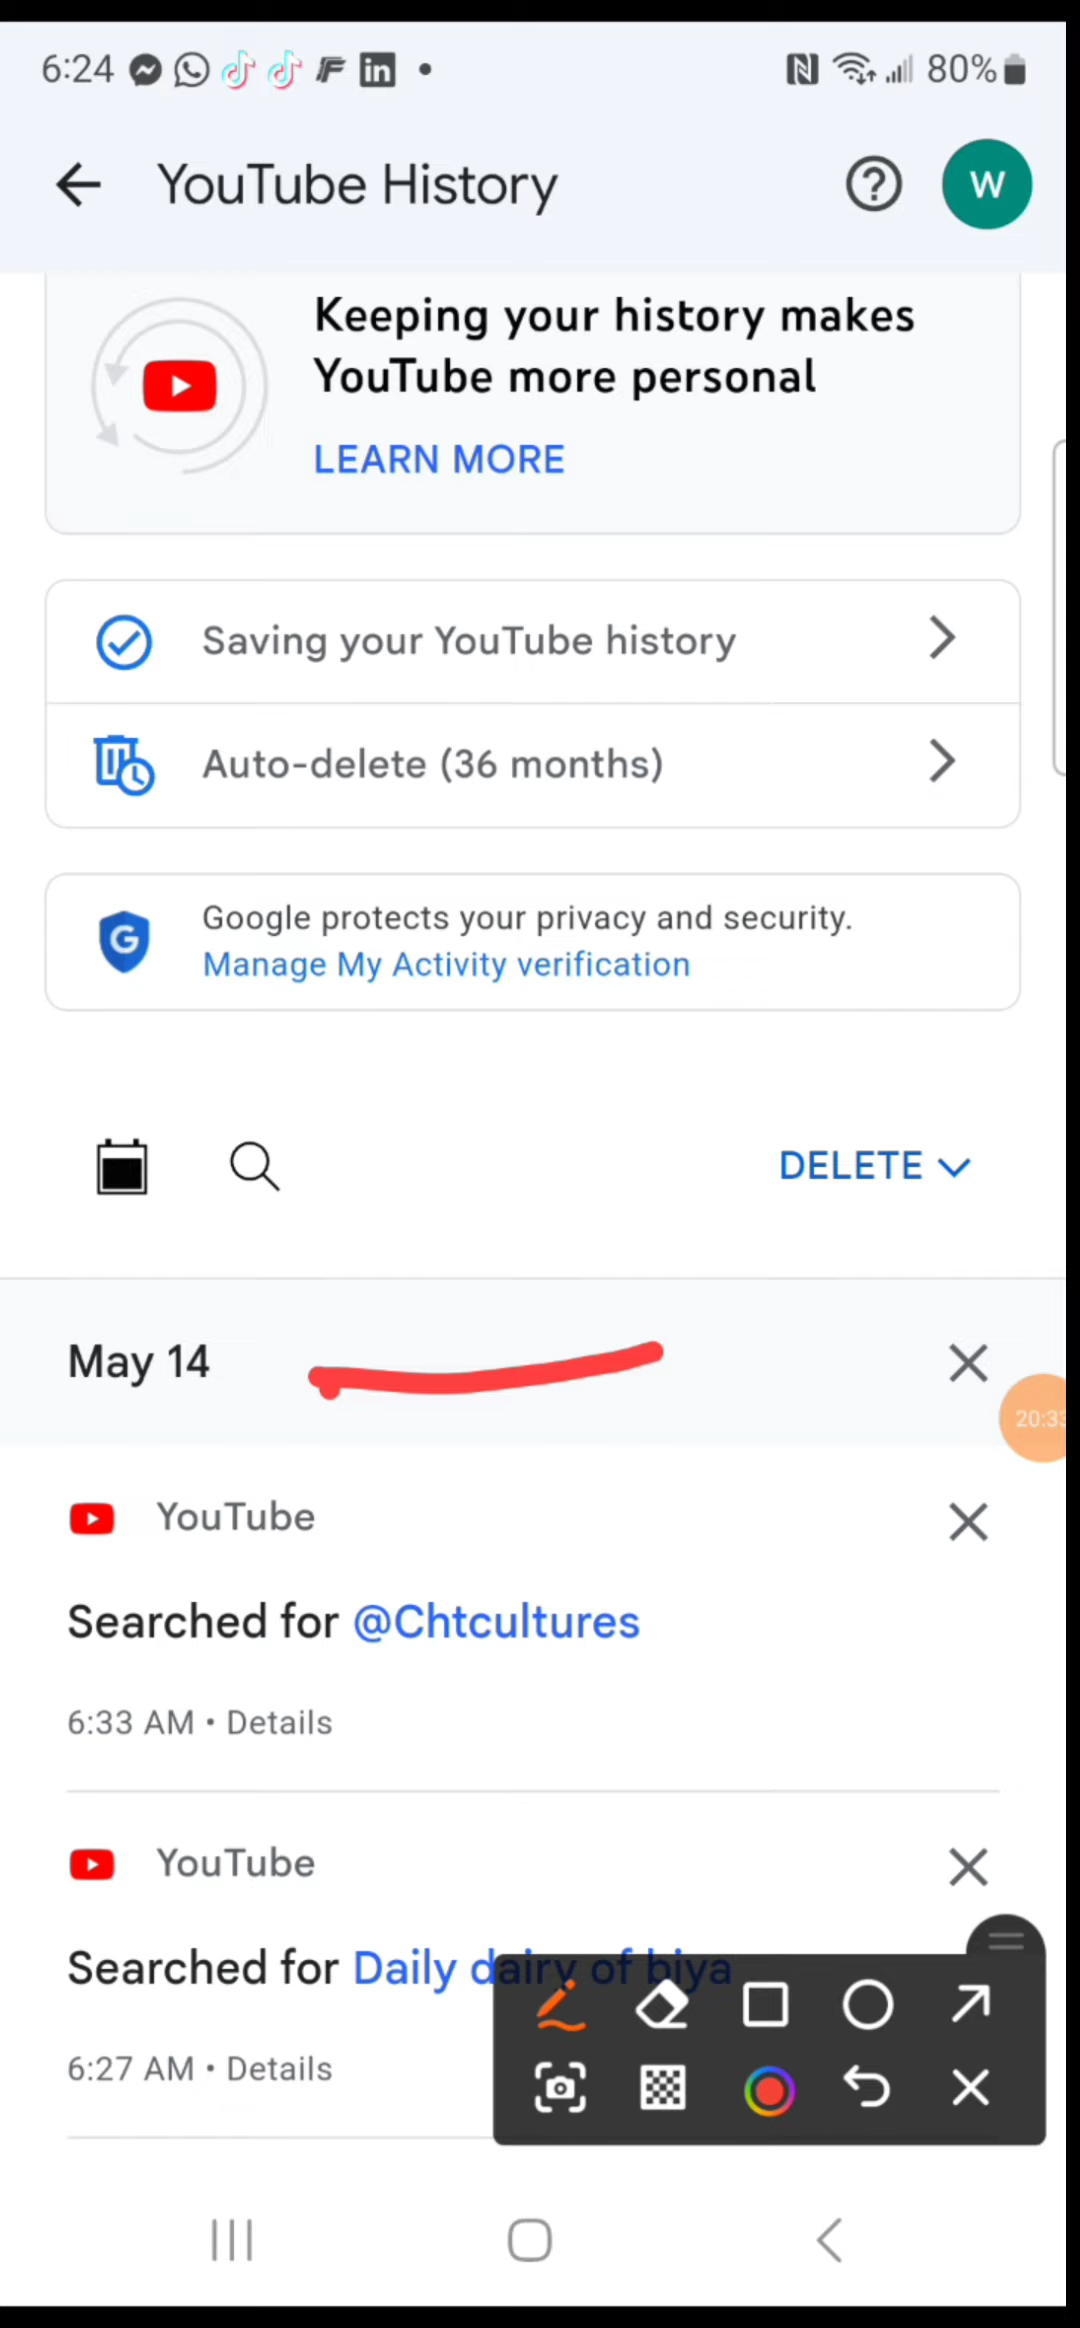 6:24
80%
YouTube History
W
Keeping your history makes
YouTube more personal
LEARN MORE
Saving your YouTube history
Auto-delete (36 months)
Google protects your privacy and security.
Manage My Activity verification
DELETE
May 14
20:33
YouTube
Searched for @Chtcultures
6:33 AM • Details
YouTube
Searched for Daily dairy of biya
6:27 AM • Details